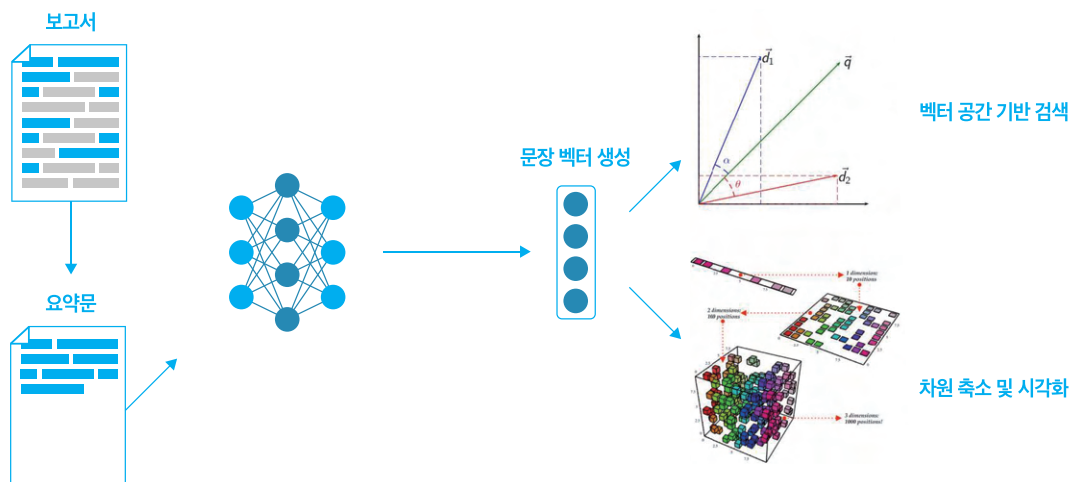 보고서
요약문
문장 벡터 생성
d⃗1
q⃗
d⃗2
α
θ
벡터 공간 기반 검색
1 dimension:
10 positions
2 dimensions:
100 positions
3 dimensions:
1000 positions!
차원 축소 및 시각화